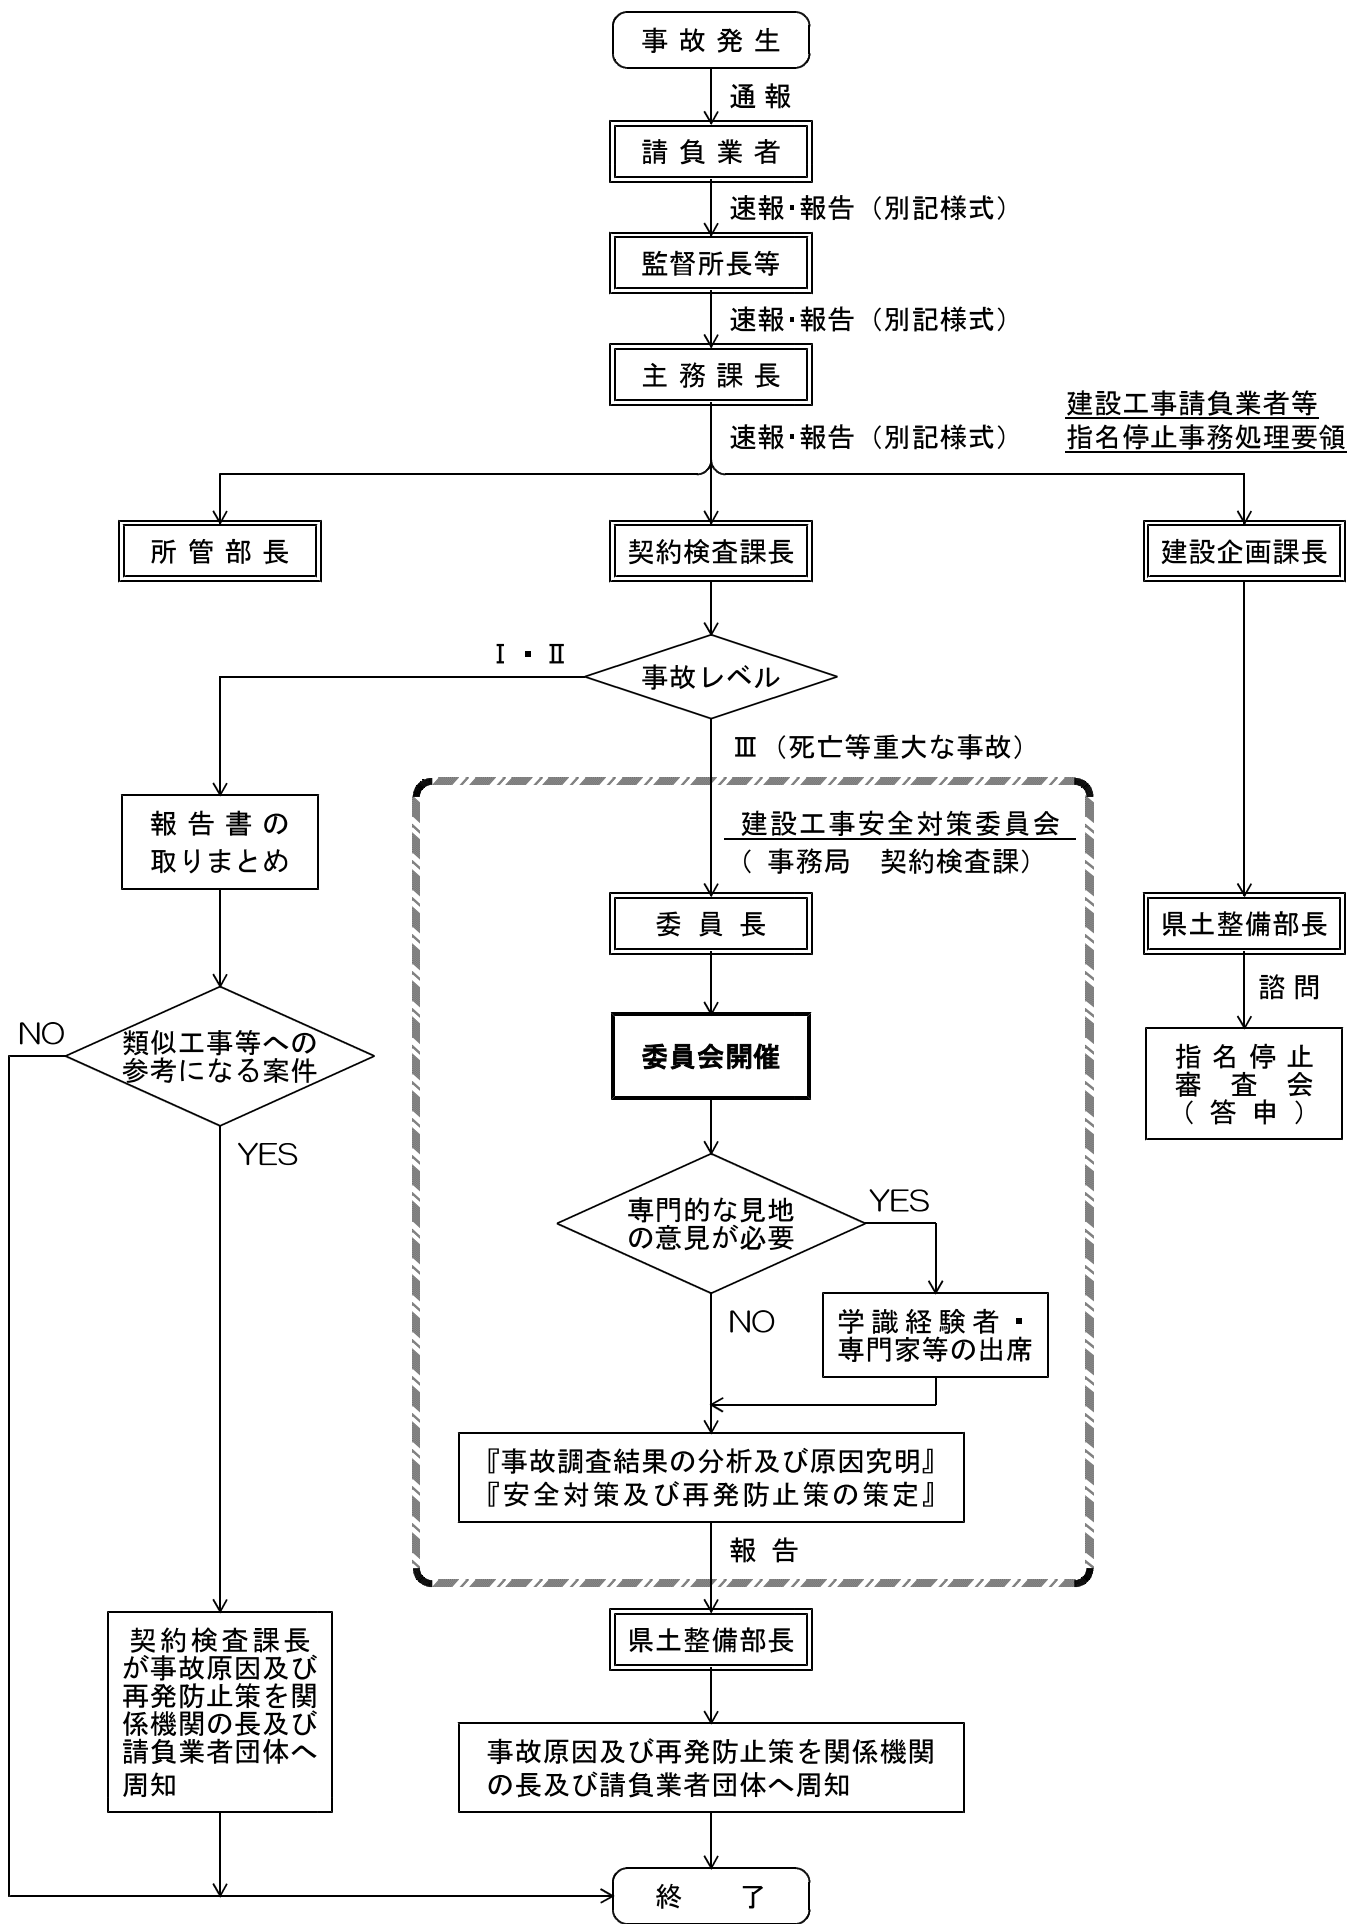 事故発生
通報
請負業者
速報・報告（別記様式）
監督所長等
速報・報告（別記様式）
主務課長
速報・報告（別記様式）
建設工事請負業者等
指名停止事務処理要領
所管部長
契約検査課長
建設企画課長
Ⅰ・Ⅱ
事故レベル
Ⅲ（死亡等重大な事故）
報告書の
取りまとめ
建設工事安全対策委員会
（事務局　契約検査課）
委員長
県土整備部長
諮問
NO
類似工事等への
参考になる案件
YES
委員会開催
指名停止
審査会
（答申）
専門的な見地
の意見が必要
YES
NO
学識経験者・
専門家等の出席
『事故調査結果の分析及び原因究明』
『安全対策及び再発防止策の策定』
報告
県土整備部長
契約検査課長
が事故原因及び
再発防止策を関
係機関の長及び
請負業者団体へ
周知
事故原因及び再発防止策を関係機関
の長及び請負業者団体へ周知
終　了